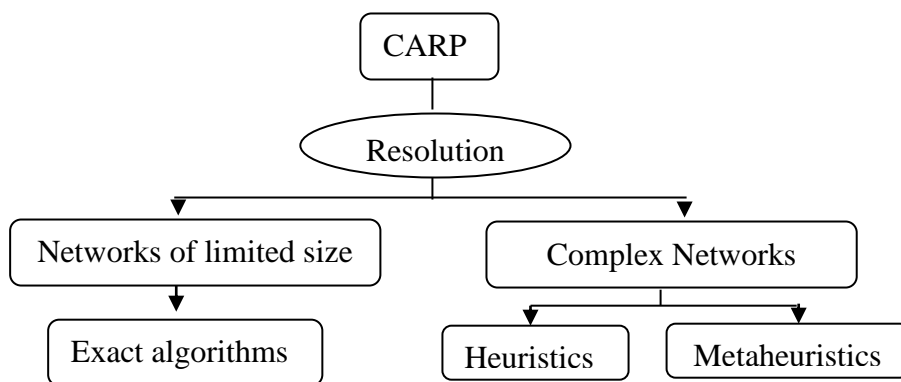 CARP
Resolution
Networks of limited size
Complex Networks
Exact algorithms
Heuristics
Metaheuristics